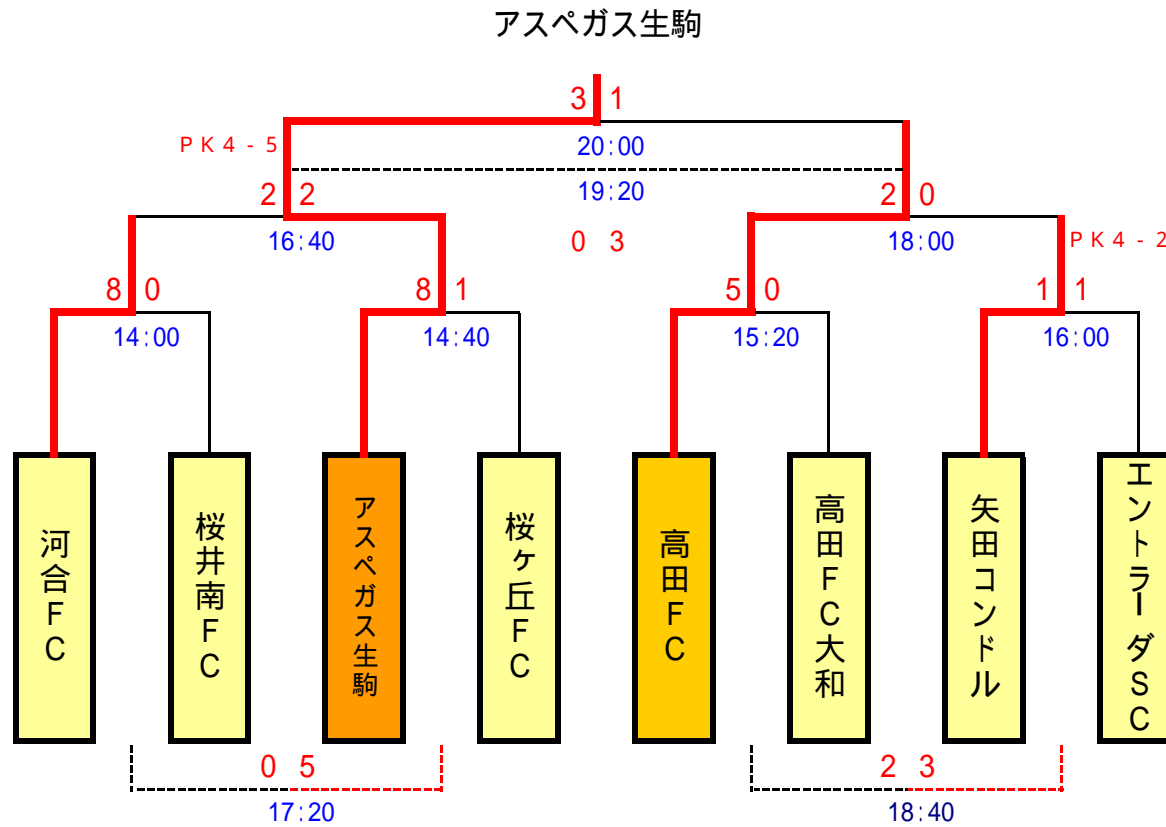 アスペガス生駒
3 1
PK4-5
20:00
19:20
2 2
2 0
16:40
0 3
18:00
PK4-2
8 0
8 1
5 0
1 1
14:00
14:40
15:20
16:00
河合FC
桜井南FC
アスペガス生駒
桜ヶ丘FC
高田FC
高田FC大和
矢田コンドル
エントラーダSC
0 5
2 3
17:20
18:40